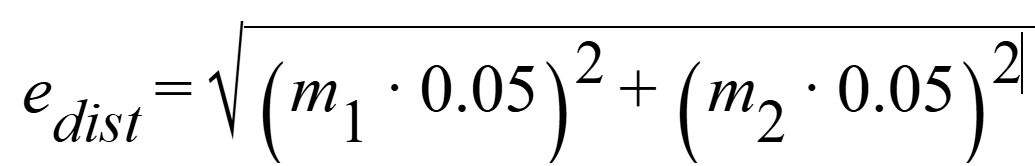 e_dist = √((m₁ · 0.05)² + (m₂ · 0.05)²)